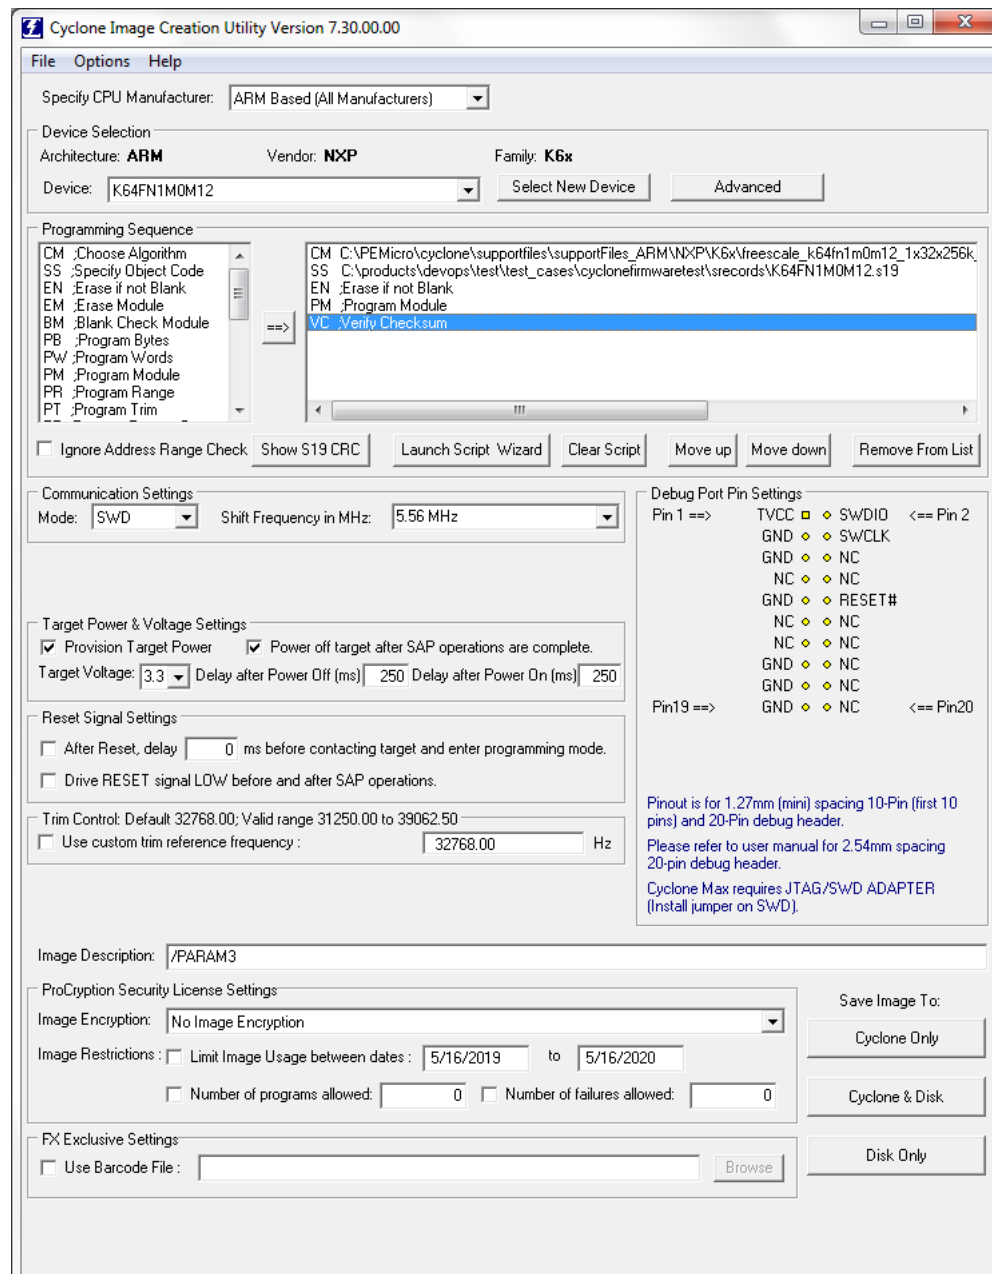 Cyclone Image Creation Utility Version 7.30.00.00
File Options Help
Specify CPU Manufacturer: ARM Based (All Manufacturers)
Device Selection
Architecture: ARM Vendor: NXP Family: K6x
Device: K64FN1M0M12 Select New Device Advanced
Programming Sequence
CM ;Choose Algorithm
SS ;Specify Object Code
EN ;Erase if not Blank
EM ;Erase Module
BM ;Blank Check Module
PB ;Program Bytes
PW ;Program Words
PM ;Program Module
PR ;Program Range
PT ;Program Trim
==>
CM C:\PEMicro\cyclone\supportfiles\supportFiles_ARM\NXP\K6x\freescale_k64fn1m0m12_1x32x256k_
SS C:\products\devops\test\test_cases\cyclonefirmwaretest\srecords\K64FN1M0M12.s19
EN ;Erase if not Blank
PM ;Program Module
VC ;Verify Checksum
Ignore Address Range Check Show S19 CRC Launch Script Wizard Clear Script Move up Move down Remove From List
Communication Settings
Mode: SWD Shift Frequency in MHz: 5.56 MHz
Target Power & Voltage Settings
Provision Target Power Power off target after SAP operations are complete.
Target Voltage: 3.3 Delay after Power Off (ms) 250 Delay after Power On (ms) 250
Reset Signal Settings
After Reset, delay 0 ms before contacting target and enter programming mode.
Drive RESET signal LOW before and after SAP operations.
Trim Control: Default 32768.00; Valid range 31250.00 to 39062.50
Use custom trim reference frequency : 32768.00 Hz
Debug Port Pin Settings
Pin 1 ==> TVCC SWDIO <== Pin 2
GND SWCLK
GND NC
NC NC
GND RESET#
NC NC
NC NC
GND NC
GND NC
Pin19 ==> GND NC <== Pin20
Pinout is for 1.27mm (mini) spacing 10-Pin (first 10
pins) and 20-Pin debug header.
Please refer to user manual for 2.54mm spacing
20-pin debug header.
Cyclone Max requires JTAG/SWD ADAPTER
(Install jumper on SWD).
Image Description: /PARAM3
ProCryption Security License Settings
Image Encryption: No Image Encryption
Image Restrictions : Limit Image Usage between dates : 5/16/2019 to 5/16/2020
Number of programs allowed: 0 Number of failures allowed: 0
FX Exclusive Settings
Use Barcode File : Browse
Save Image To:
Cyclone Only
Cyclone & Disk
Disk Only